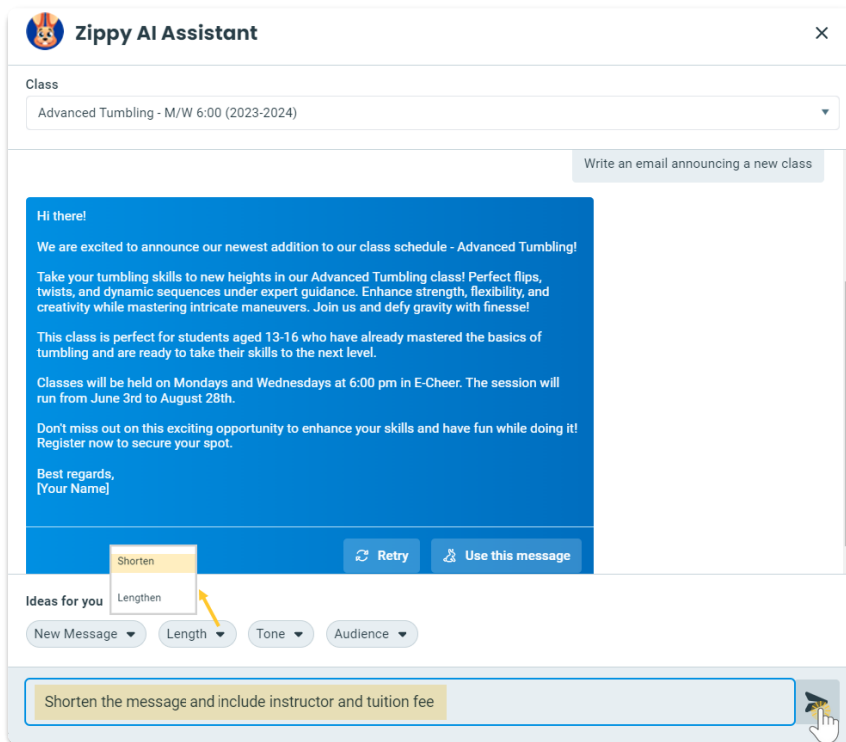 Zippy AI Assistant
Class
Advanced Tumbling - M/W 6:00 (2023-2024)
Write an email announcing a new class
Hi there!
We are excited to announce our newest addition to our class schedule - Advanced Tumbling!
Take your tumbling skills to new heights in our Advanced Tumbling class! Perfect flips,
twists, and dynamic sequences under expert guidance. Enhance strength, flexibility, and
creativity while mastering intricate maneuvers. Join us and defy gravity with finesse!
This class is perfect for students aged 13-16 who have already mastered the basics of
tumbling and are ready to take their skills to the next level.
Classes will be held on Mondays and Wednesdays at 6:00 pm in E-Cheer. The session will
run from June 3rd to August 28th.
Don't miss out on this exciting opportunity to enhance your skills and have fun while doing it!
Register now to secure your spot.
Best regards,
[Your Name]
Retry Use this message
Shorten
Lengthen
Ideas for you
New Message Length Tone Audience
Shorten the message and include instructor and tuition fee